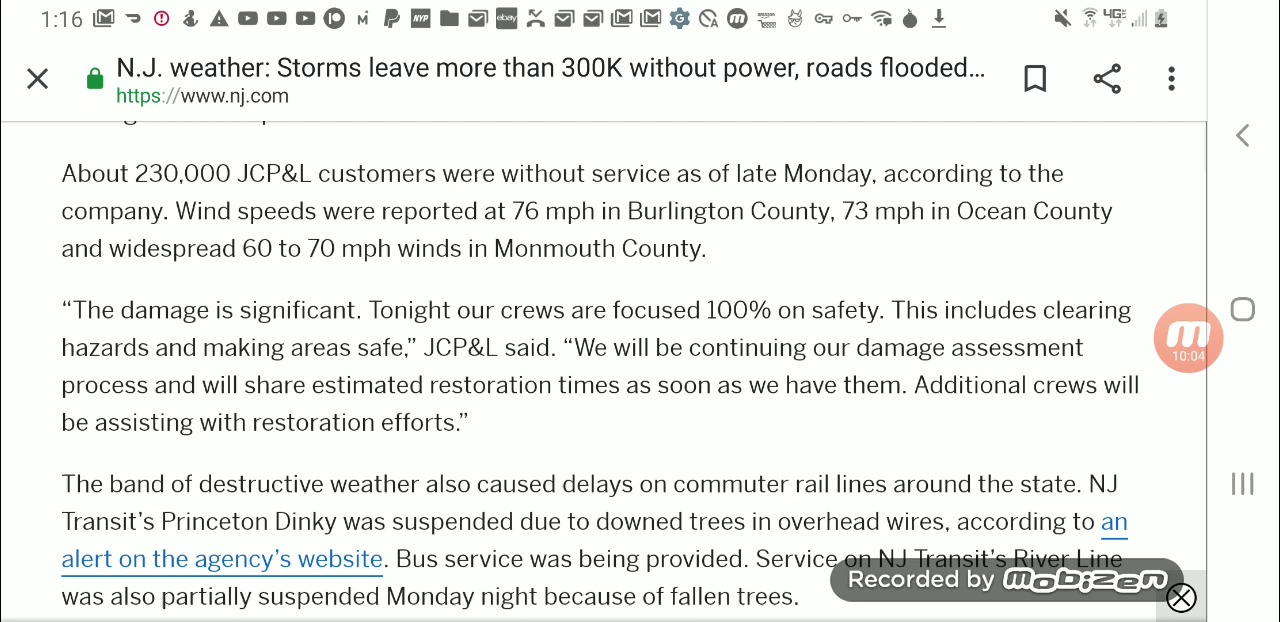 1:16
NYP
ebay
4G
N.J. weather: Storms leave more than 300K without power, roads flooded...
https://www.nj.com
About 230,000 JCP&L customers were without service as of late Monday, according to the
company. Wind speeds were reported at 76 mph in Burlington County, 73 mph in Ocean County
and widespread 60 to 70 mph winds in Monmouth County.
“The damage is significant. Tonight our crews are focused 100% on safety. This includes clearing
hazards and making areas safe,” JCP&L said. “We will be continuing our damage assessment
10:04
process and will share estimated restoration times as soon as we have them. Additional crews will
be assisting with restoration efforts.”
The band of destructive weather also caused delays on commuter rail lines around the state. NJ
Transit’s Princeton Dinky was suspended due to downed trees in overhead wires, according to an
alert on the agency’s website. Bus service was being provided. Service on NJ Transit’s River Line
Recorded by mobizen
was also partially suspended Monday night because of fallen trees.